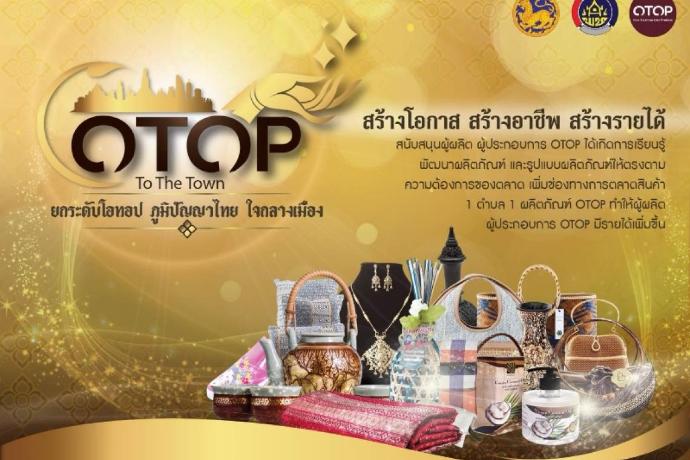 OTOP
OTOP
To The Town
ยกระดับโอทอป ภูมิปัญญาไทย ใจกลางเมือง
สร้างโอกาส สร้างอาชีพ สร้างรายได้
สนับสนุนผู้ผลิต ผู้ประกอบการ OTOP ได้เกิดการเรียนรู้
พัฒนาผลิตภัณฑ์ และรูปแบบผลิตภัณฑ์ให้ตรงตาม
ความต้องการของตลาด เพิ่มช่องทางการตลาดสินค้า
1 ตำบล 1 ผลิตภัณฑ์ OTOP ทำให้ผู้ผลิต
ผู้ประกอบการ OTOP มีรายได้เพิ่มขึ้น